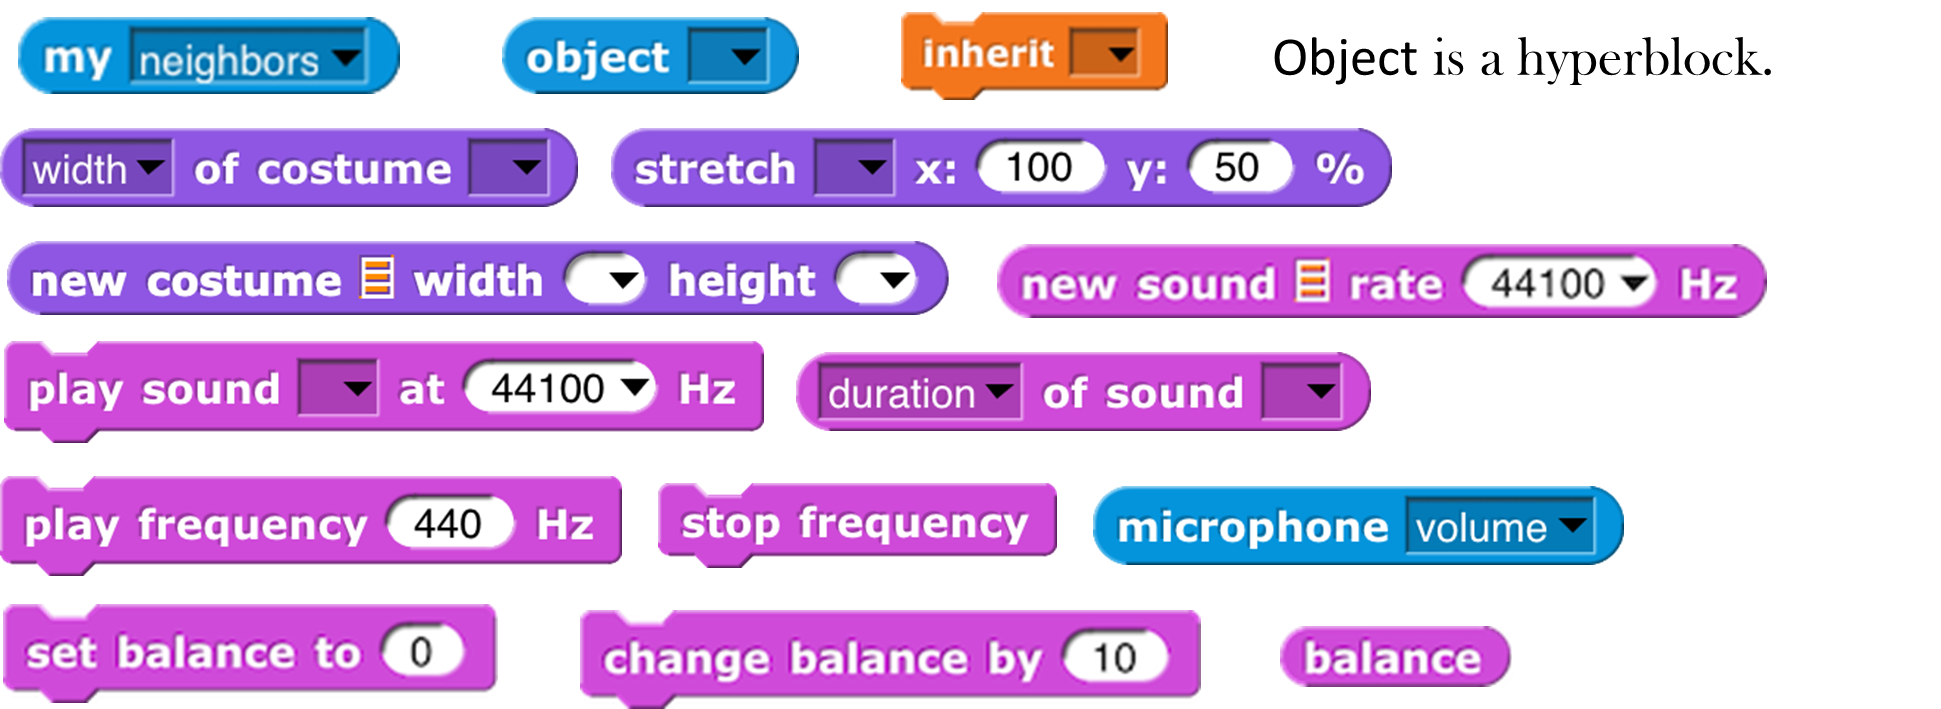 my neighbors object inherit Object is a hyperblock.
width of costume stretch x: 100 y: 50 %
new costume width height new sound rate 44100 Hz
play sound at 44100 Hz duration of sound
play frequency 440 Hz stop frequency microphone volume
set balance to 0 change balance by 10 balance